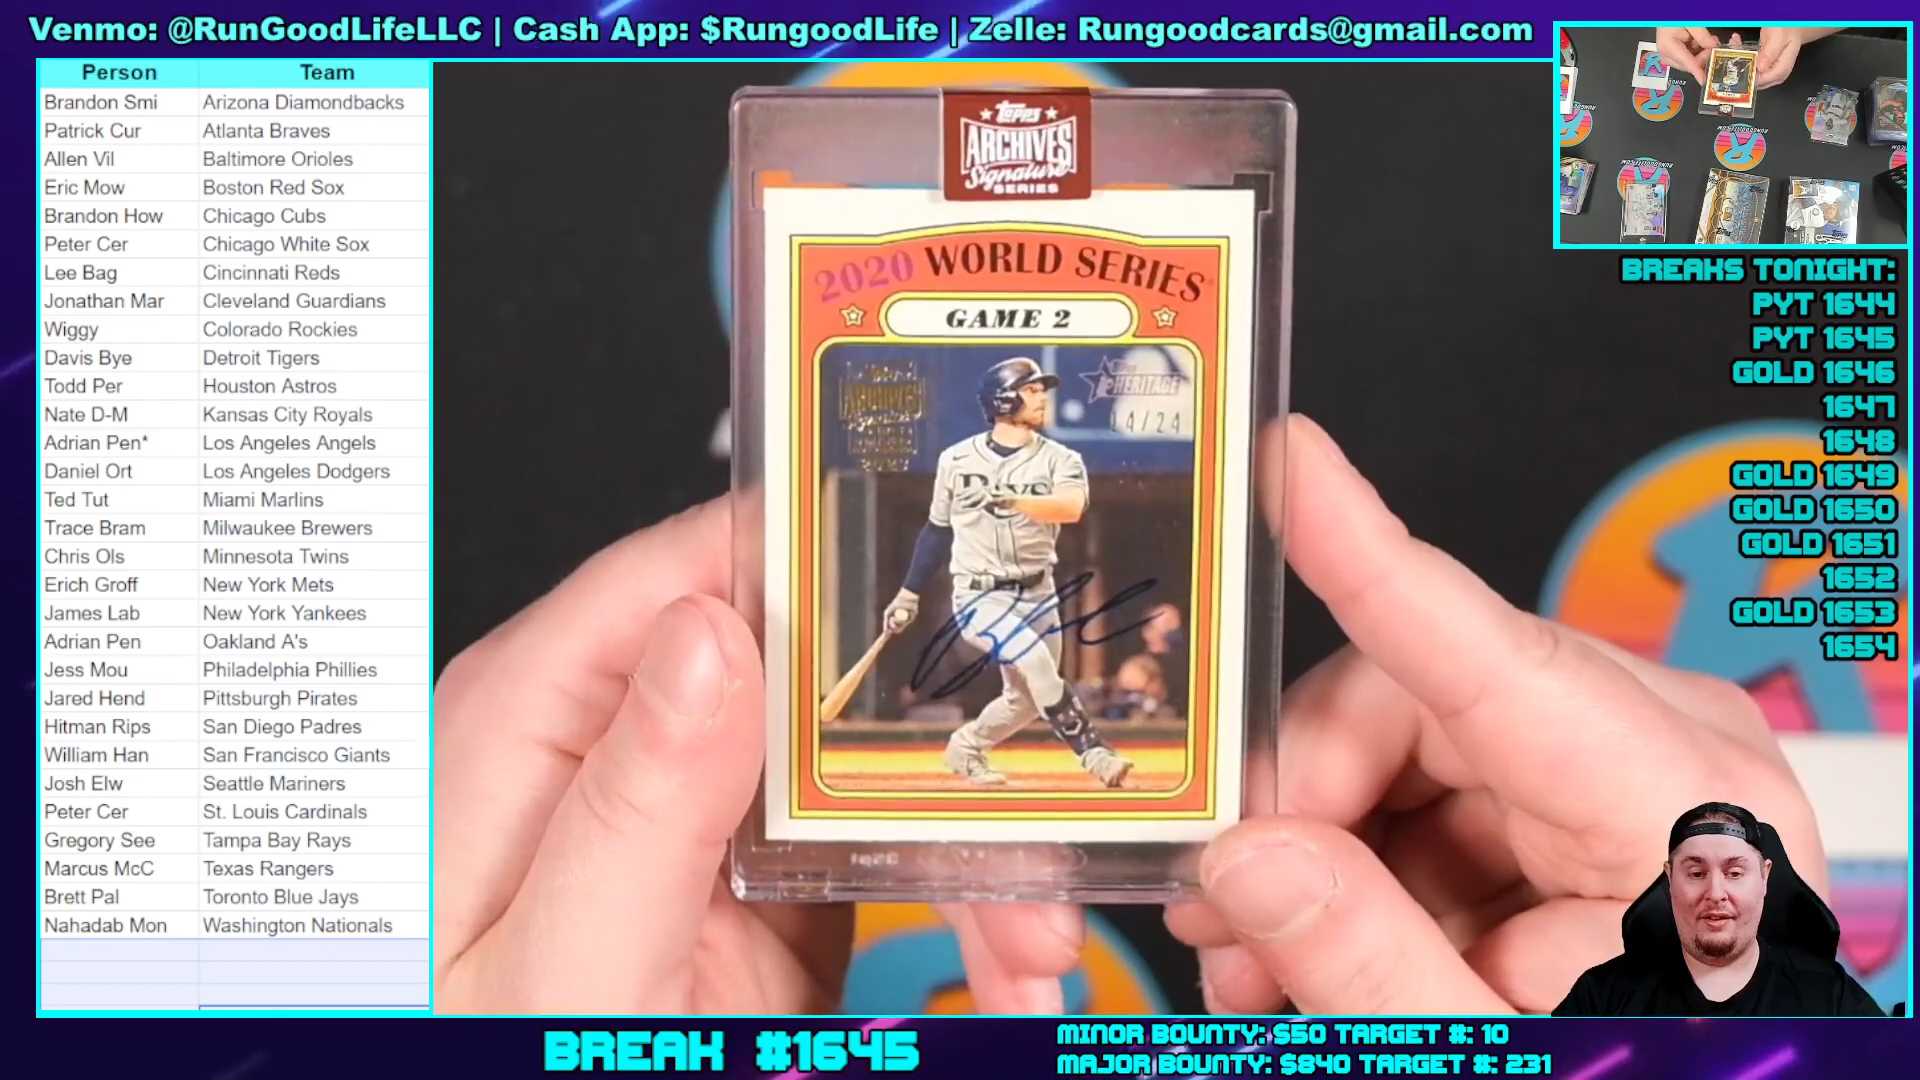 Venmo: @RunGoodLifeLLC | Cash App: $RungoodLife | Zelle: Rungoodcards@gmail.com
Person Team
Brandon Smi Arizona Diamondbacks
Patrick Cur Atlanta Braves
Allen Vil Baltimore Orioles
Eric Mow Boston Red Sox
Brandon How Chicago Cubs
Peter Cer Chicago White Sox
Lee Bag Cincinnati Reds
Jonathan Mar Cleveland Guardians
Wiggy Colorado Rockies
Davis Bye Detroit Tigers
Todd Per Houston Astros
Nate D-M Kansas City Royals
Adrian Pen* Los Angeles Angels
Daniel Ort Los Angeles Dodgers
Ted Tut Miami Marlins
Trace Bram Milwaukee Brewers
Chris Ols Minnesota Twins
Erich Groff New York Mets
James Lab New York Yankees
Adrian Pen Oakland A's
Jess Mou Philadelphia Phillies
Jared Hend Pittsburgh Pirates
Hitman Rips San Diego Padres
William Han San Francisco Giants
Josh Elw Seattle Mariners
Peter Cer St. Louis Cardinals
Gregory See Tampa Bay Rays
Marcus McC Texas Rangers
Brett Pal Toronto Blue Jays
Nahadab Mon Washington Nationals
Topps
ARCHIVES
Signature
SERIES
2020 WORLD SERIES
GAME 2
ARCHIVES
Topps
HERITAGE
14/24
Rays
BREAKS TONIGHT:
PYT 1644
PYT 1645
GOLD 1646
1647
1648
GOLD 1649
GOLD 1650
GOLD 1651
1652
GOLD 1653
1654
BREAK #1645
MINOR BOUNTY: $50 TARGET #: 10
MAJOR BOUNTY: $840 TARGET #: 231